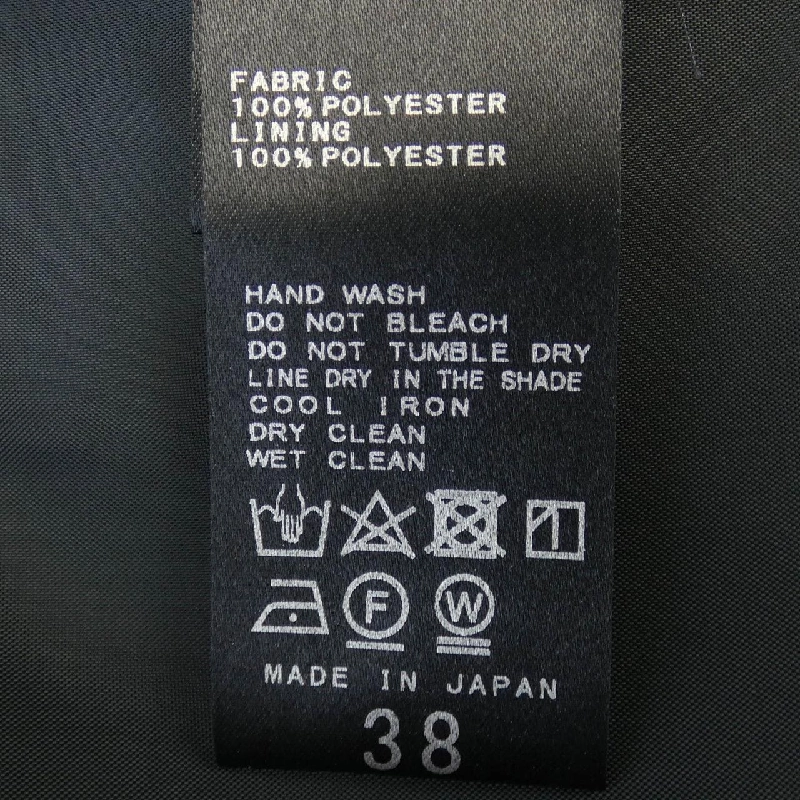 FABRIC
100% POLYESTER
LINING
100% POLYESTER
HAND WASH
DO NOT BLEACH
DO NOT TUMBLE DRY
LINE DRY IN THE SHADE
COOL IRON
DRY CLEAN
WET CLEAN
F W
MADE IN JAPAN
38